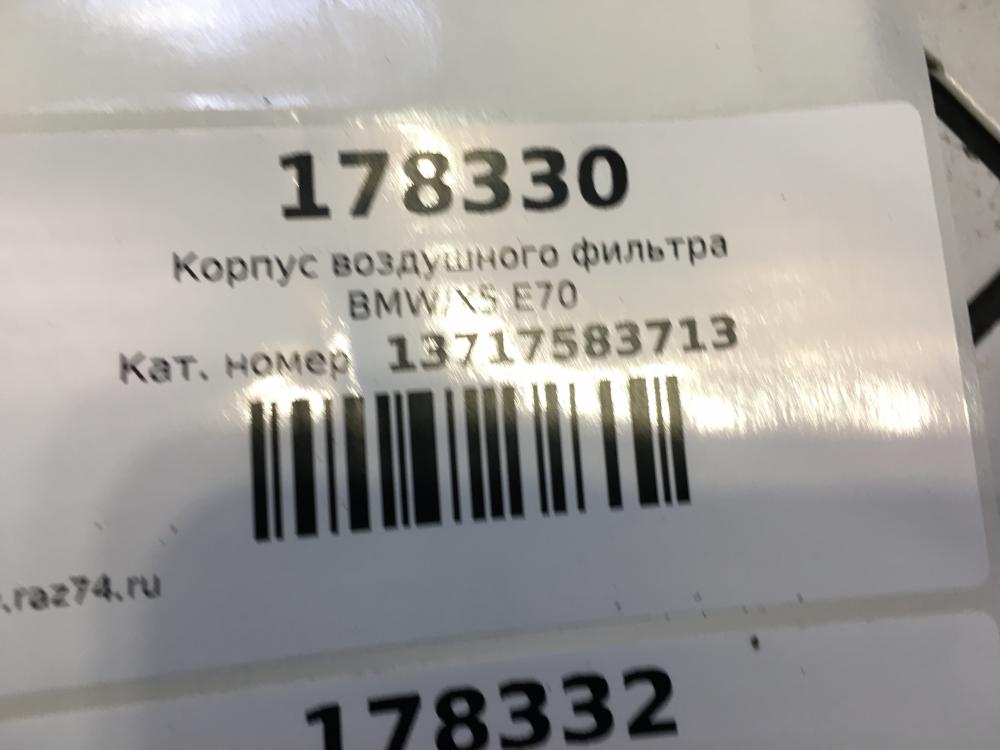 178330
Корпус воздушного фильтра
BMW X5 E70
Кат. номер 13717583713
.raz74.ru
178332